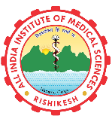 ALL INDIA INSTITUTE OF MEDICAL SCIENCES
RISHIKESH